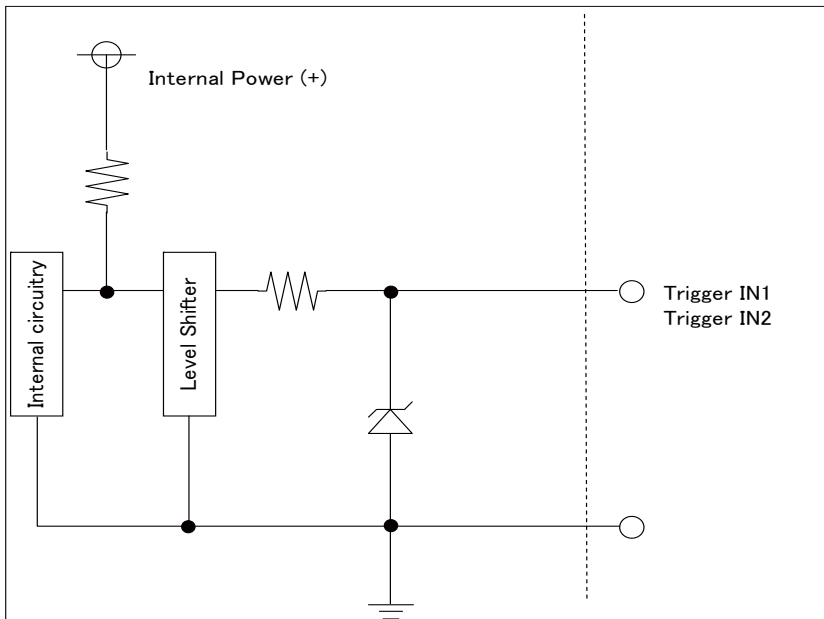 Internal Power (+)
Internal circuitry
Level Shifter
Trigger IN1
Trigger IN2